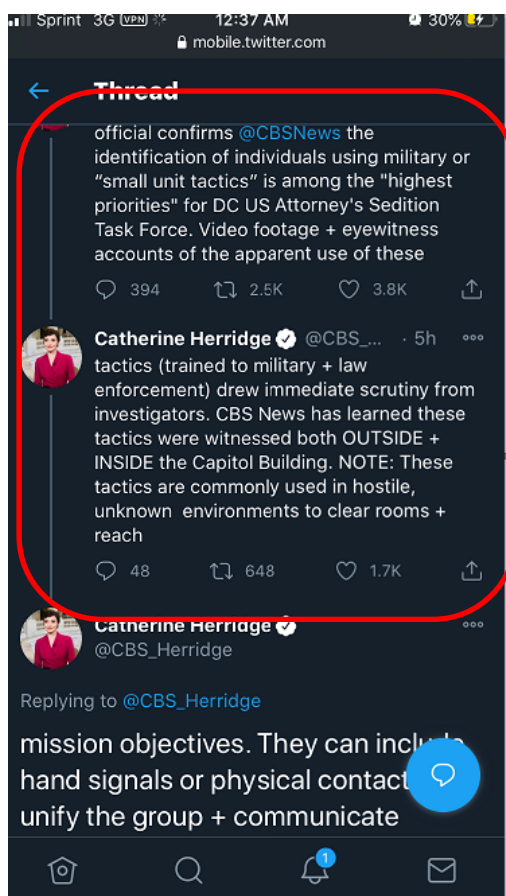 Sprint 3G VPN 12:37 AM 30%
mobile.twitter.com
Thread
official confirms @CBSNews the
identification of individuals using military or
“small unit tactics” is among the "highest
priorities" for DC US Attorney's Sedition
Task Force. Video footage + eyewitness
accounts of the apparent use of these
394 2.5K 3.8K
Catherine Herridge @CBS_... · 5h
tactics (trained to military + law
enforcement) drew immediate scrutiny from
investigators. CBS News has learned these
tactics were witnessed both OUTSIDE +
INSIDE the Capitol Building. NOTE: These
tactics are commonly used in hostile,
unknown environments to clear rooms +
reach
48 648 1.7K
Catherine Herridge
@CBS_Herridge
Replying to @CBS_Herridge
mission objectives. They can include
hand signals or physical contact
unify the group + communicate
1